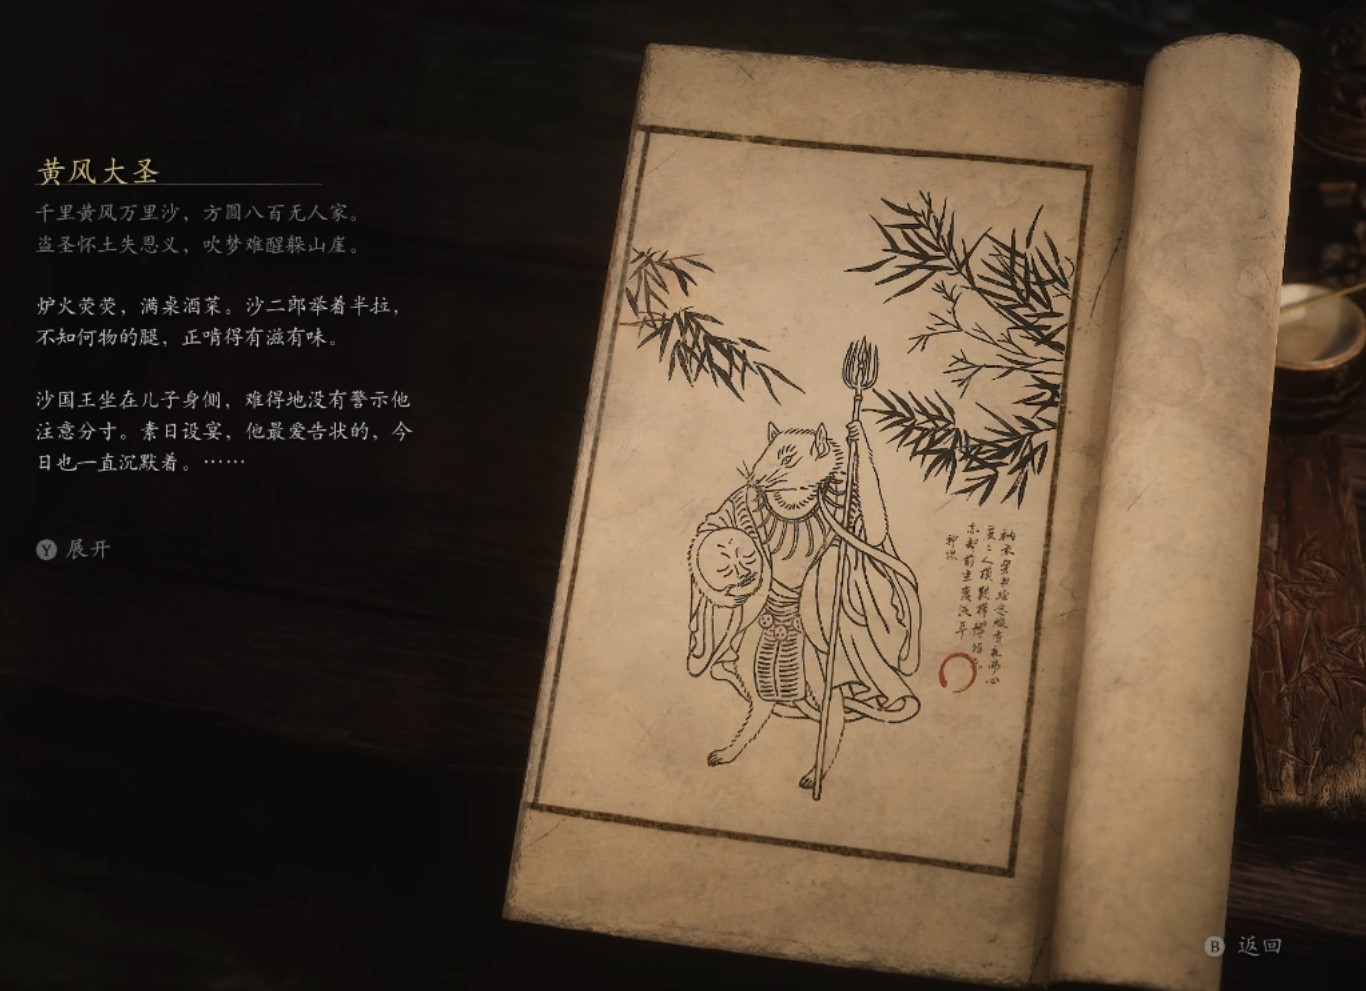 黄风大圣
千里黄风万里沙，方圆八百无人家。
盗圣怀土失恩义，吹梦难醒躲山崖。
炉火荧荧，满桌酒菜。沙二郎举着半拉，
不知何物的腿，正啃得有滋有味。
沙国王坐在儿子身侧，难得地没有警示他
注意分寸。素日设宴，他最爱告状的，今
日也一直沉默着。……
Y 展开
B 返回